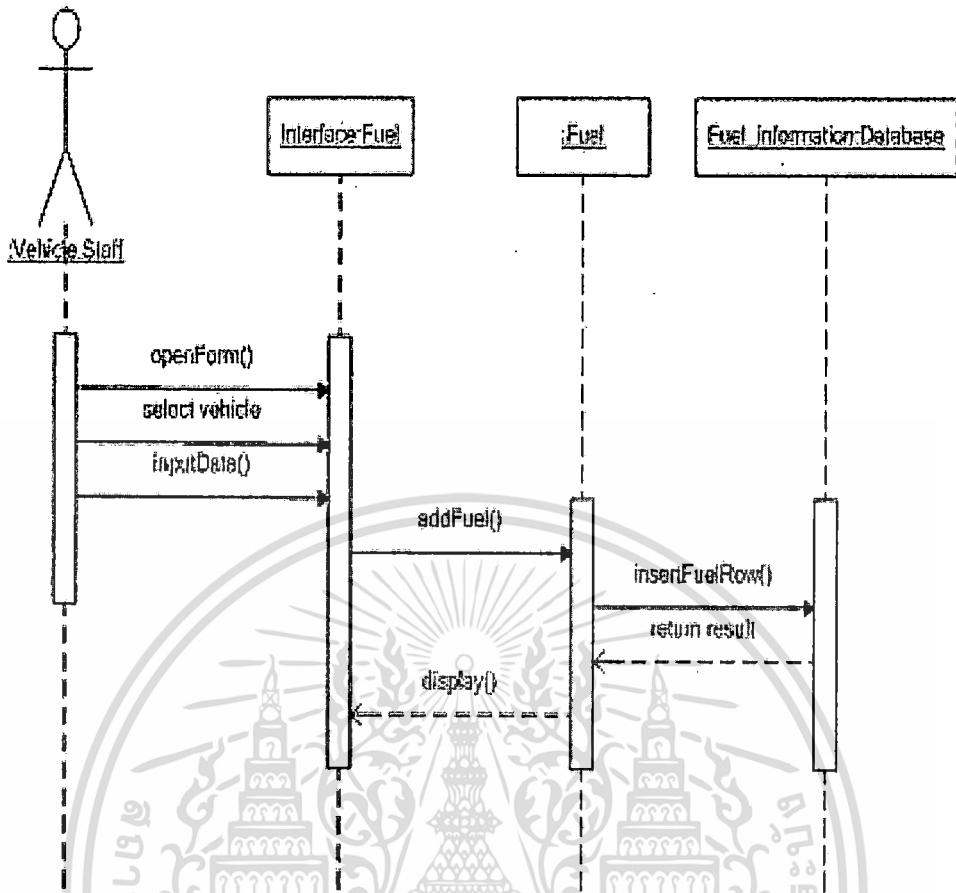 Interface:Fuel
:Fuel
Fuel_information:Database
:Vehicle Staff
openForm()
select vehicle
inputData()
addFuel()
insertFuelRow()
return result
display()